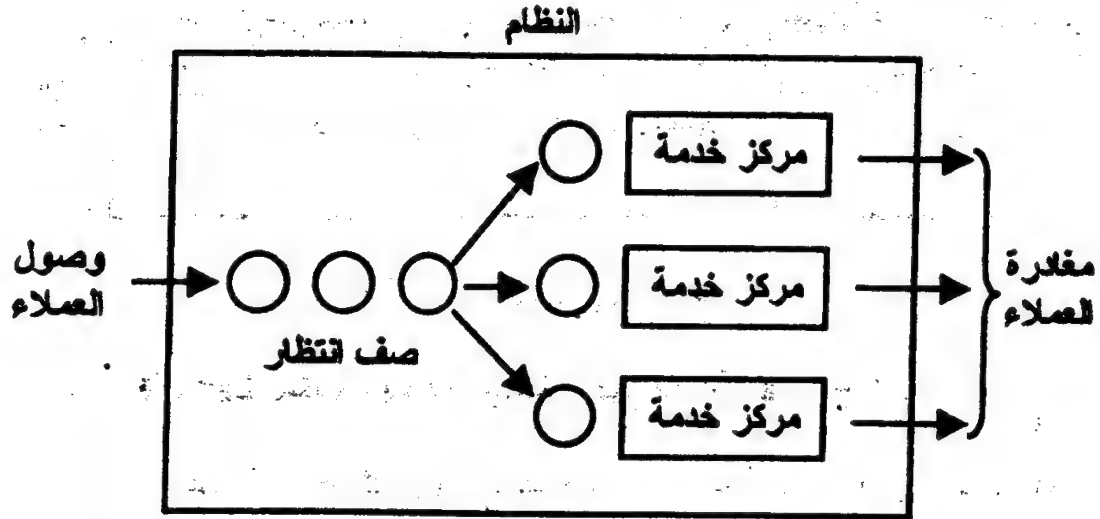 النظام
مركز خدمة
وصول
العملاء
مركز خدمة
مغادرة
العملاء
صف انتظار
مركز خدمة